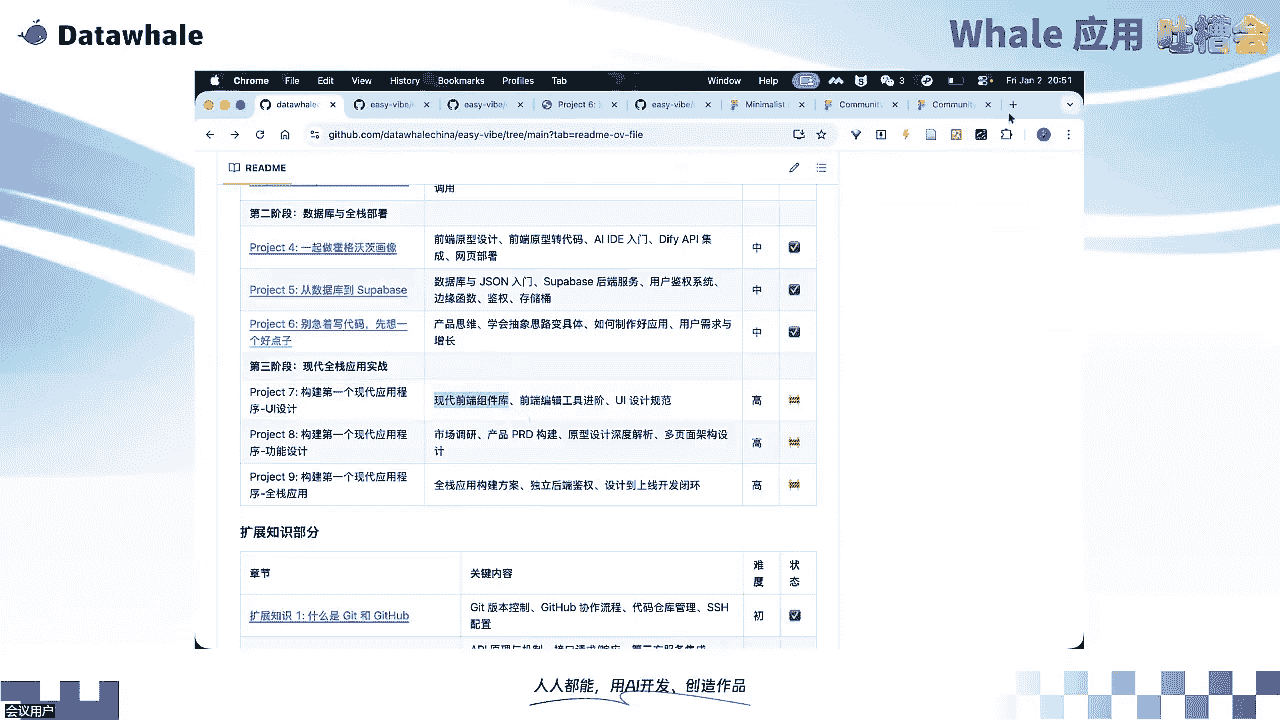 Datawhale
Whale 应用 吐槽会
Chrome File Edit View History Bookmarks Profiles Tab Window Help 3 Fri Jan 2 20:51
datawhale
easy-vibe/
easy-vibe/
Project 6:
easy-vibe/
Minimalist
Communit
Communit
github.com/datawhalechina/easy-vibe/tree/main?tab=readme-ov-file
README
调用
第二阶段：数据库与全栈部署
Project 4: 一起做霍格沃茨画像
前端原型设计、前端原型转代码、AI IDE 入门、Dify API 集
成、网页部署
中
Project 5: 从数据库到 Supabase
数据库与 JSON 入门、Supabase 后端服务、用户鉴权系统、
边缘函数、鉴权、存储桶
中
Project 6: 别急着写代码，先想一
个好点子
产品思维、学会抽象思路变具体、如何制作好应用、用户需求与
增长
中
第三阶段：现代全栈应用实战
Project 7: 构建第一个现代应用程
序-UI设计
现代前端组件库、前端编辑工具进阶、UI 设计规范
高
Project 8: 构建第一个现代应用程
序-功能设计
市场调研、产品 PRD 构建、原型设计深度解析、多页面架构设
计
高
Project 9: 构建第一个现代应用程
序-全栈应用
全栈应用构建方案、独立后端鉴权、设计到上线开发闭环
高
扩展知识部分
章节
关键内容
难
度
状
态
扩展知识 1: 什么是 Git 和 GitHub
Git 版本控制、GitHub 协作流程、代码仓库管理、SSH
配置
初
人人都能，用AI开发、创造作品
会议用户